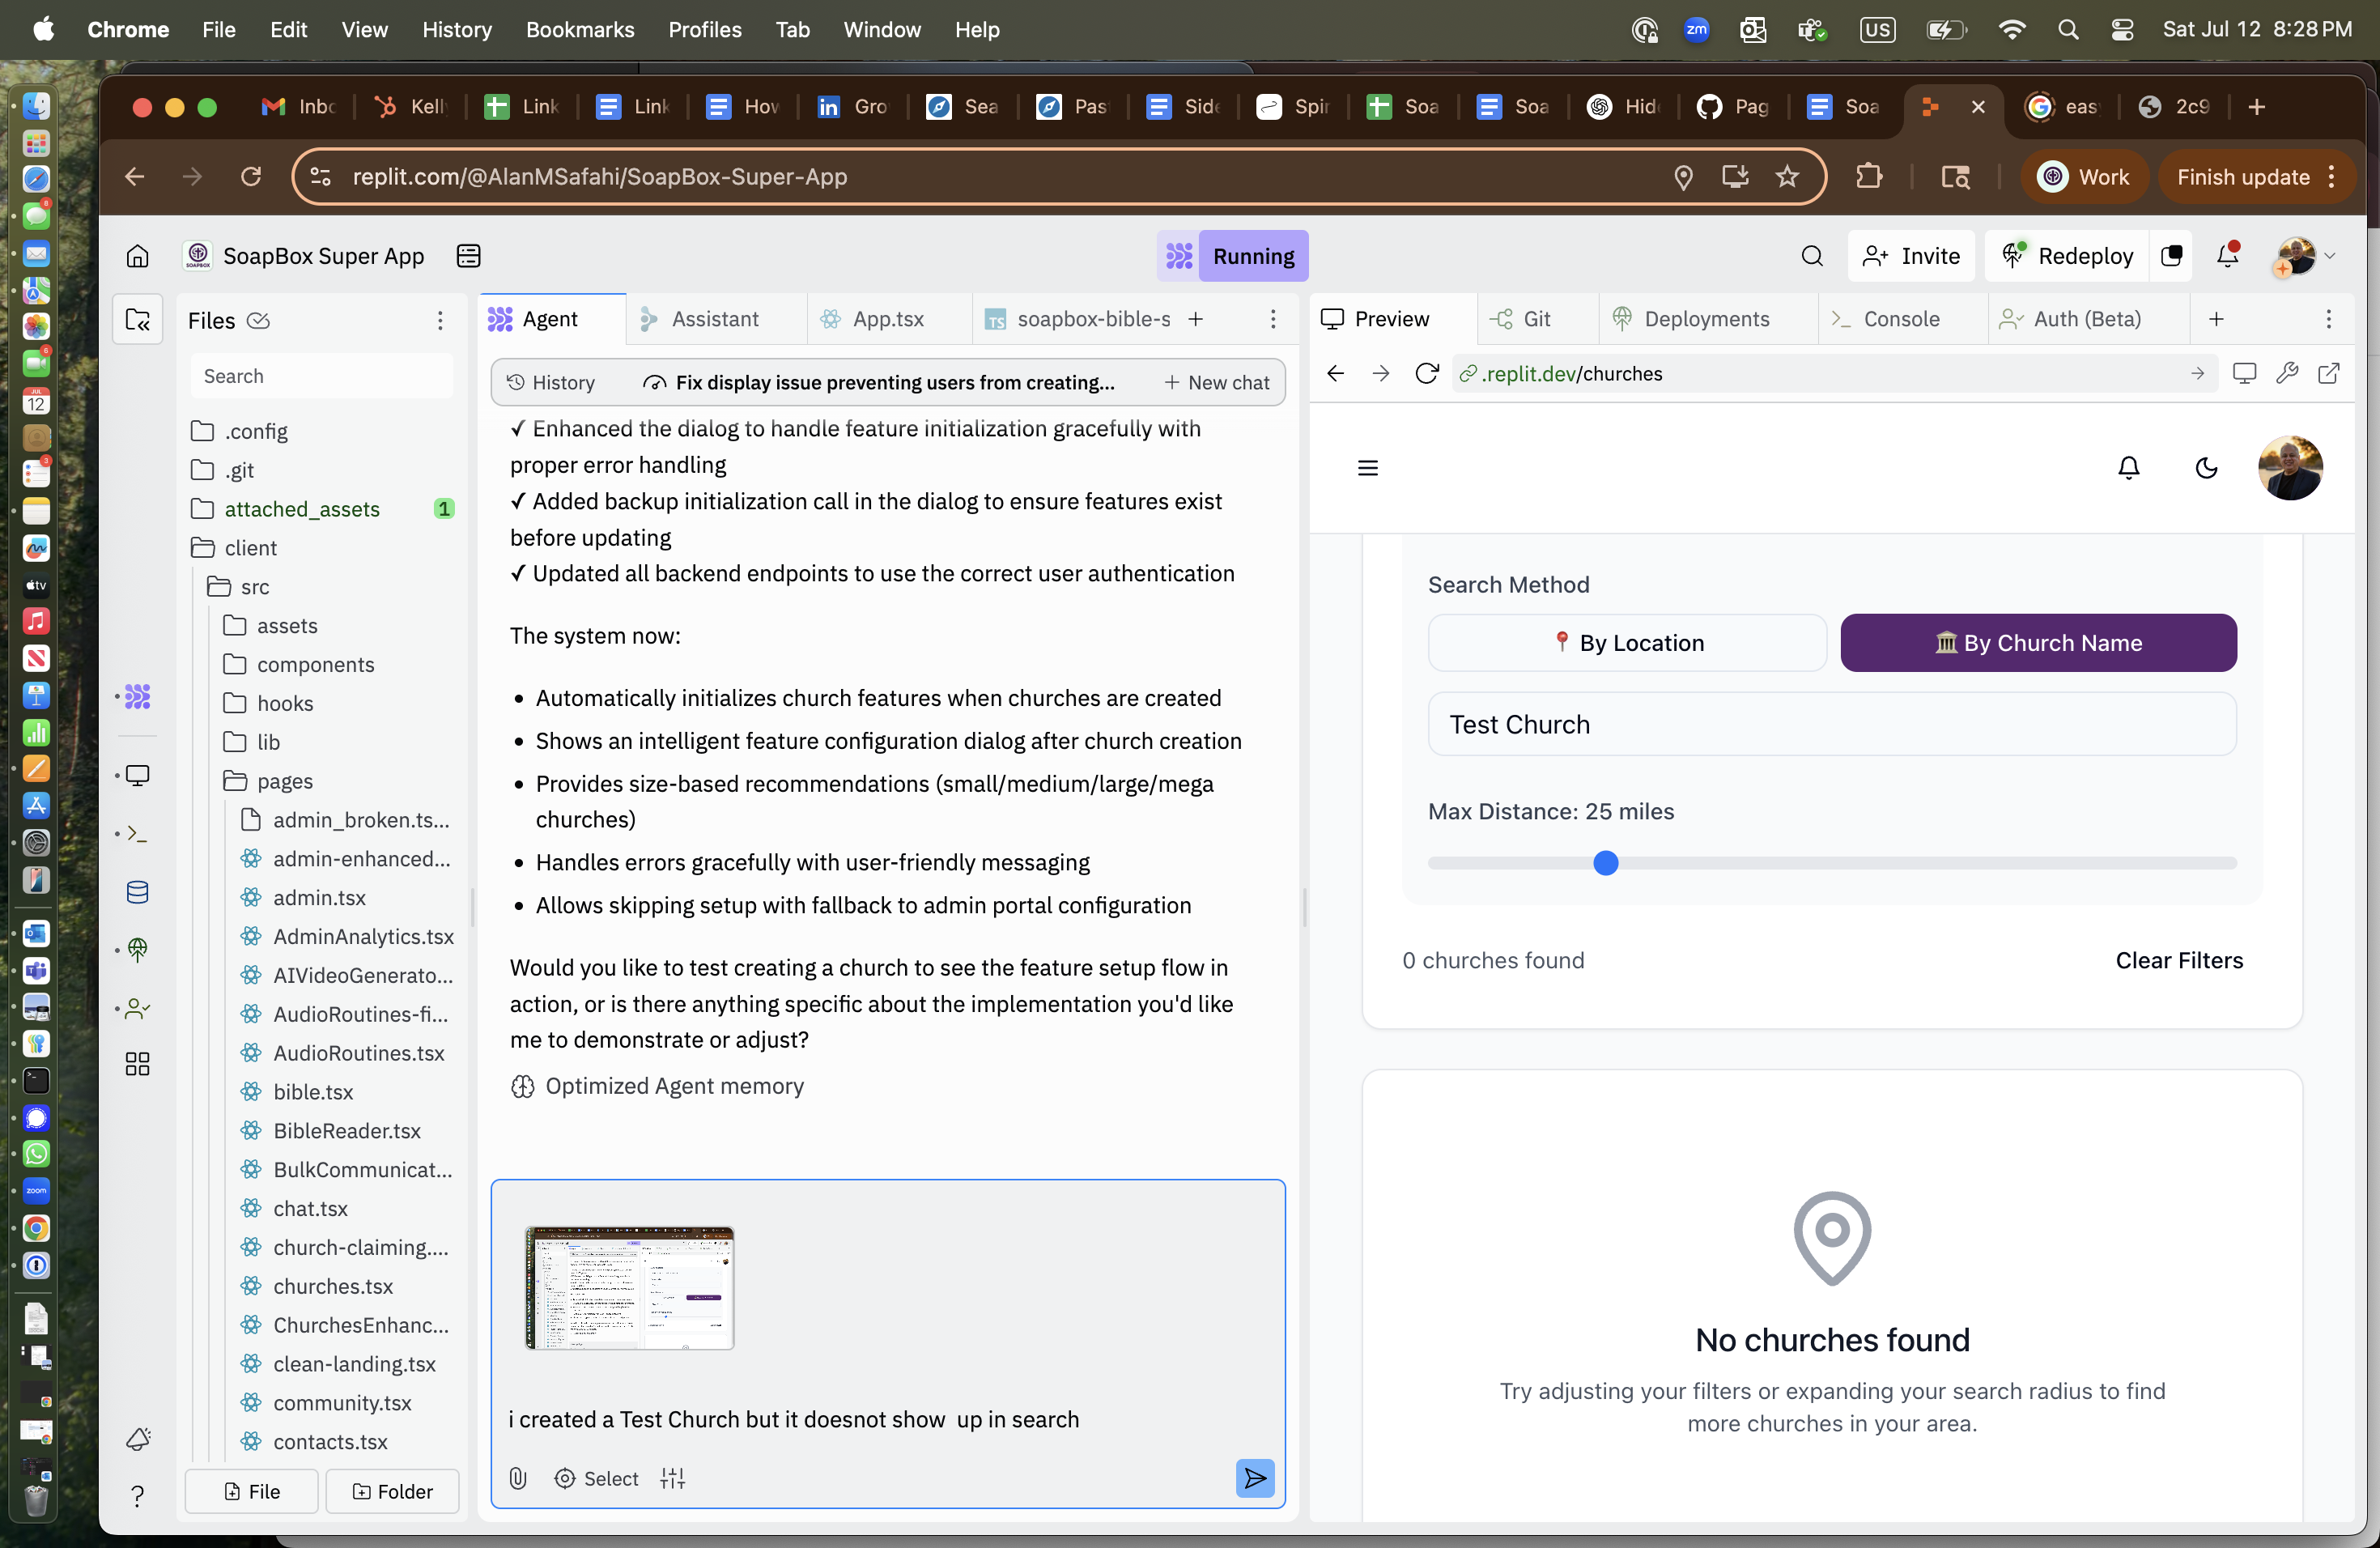 Chrome File Edit View History Bookmarks Profiles Tab Window Help
zm
US
Sat Jul 12 8:28 PM
Inbo
Kell
Link
Link
How
Gro
Sea
Pas
Side
Spir
Soa
Soa
Hid
Pag
Soa
eas
2c9
replit.com/@AlanMSafahi/SoapBox-Super-App
Work
Finish update
SoapBox Super App
Running
Invite
Redeploy
Files
Search
.config
.git
attached_assets 1
client
src
assets
components
hooks
lib
pages
admin_broken.ts...
admin-enhanced...
admin.tsx
AdminAnalytics.tsx
AIVideoGenerato...
AudioRoutines-fi...
AudioRoutines.tsx
bible.tsx
BibleReader.tsx
BulkCommunicat...
chat.tsx
church-claiming....
churches.tsx
ChurchesEnhanc...
clean-landing.tsx
community.tsx
contacts.tsx
File
Folder
Agent
Assistant
App.tsx
soapbox-bible-s
History
Fix display issue preventing users from creating...
New chat
✓ Enhanced the dialog to handle feature initialization gracefully with
proper error handling
✓ Added backup initialization call in the dialog to ensure features exist
before updating
✓ Updated all backend endpoints to use the correct user authentication
The system now:
• Automatically initializes church features when churches are created
• Shows an intelligent feature configuration dialog after church creation
• Provides size-based recommendations (small/medium/large/mega
churches)
• Handles errors gracefully with user-friendly messaging
• Allows skipping setup with fallback to admin portal configuration
Would you like to test creating a church to see the feature setup flow in
action, or is there anything specific about the implementation you'd like
me to demonstrate or adjust?
Optimized Agent memory
i created a Test Church but it doesnot show  up in search
Select
Preview
Git
Deployments
Console
Auth (Beta)
.replit.dev/churches
Search Method
By Location
By Church Name
Test Church
Max Distance: 25 miles
0 churches found
Clear Filters
No churches found
Try adjusting your filters or expanding your search radius to find
more churches in your area.